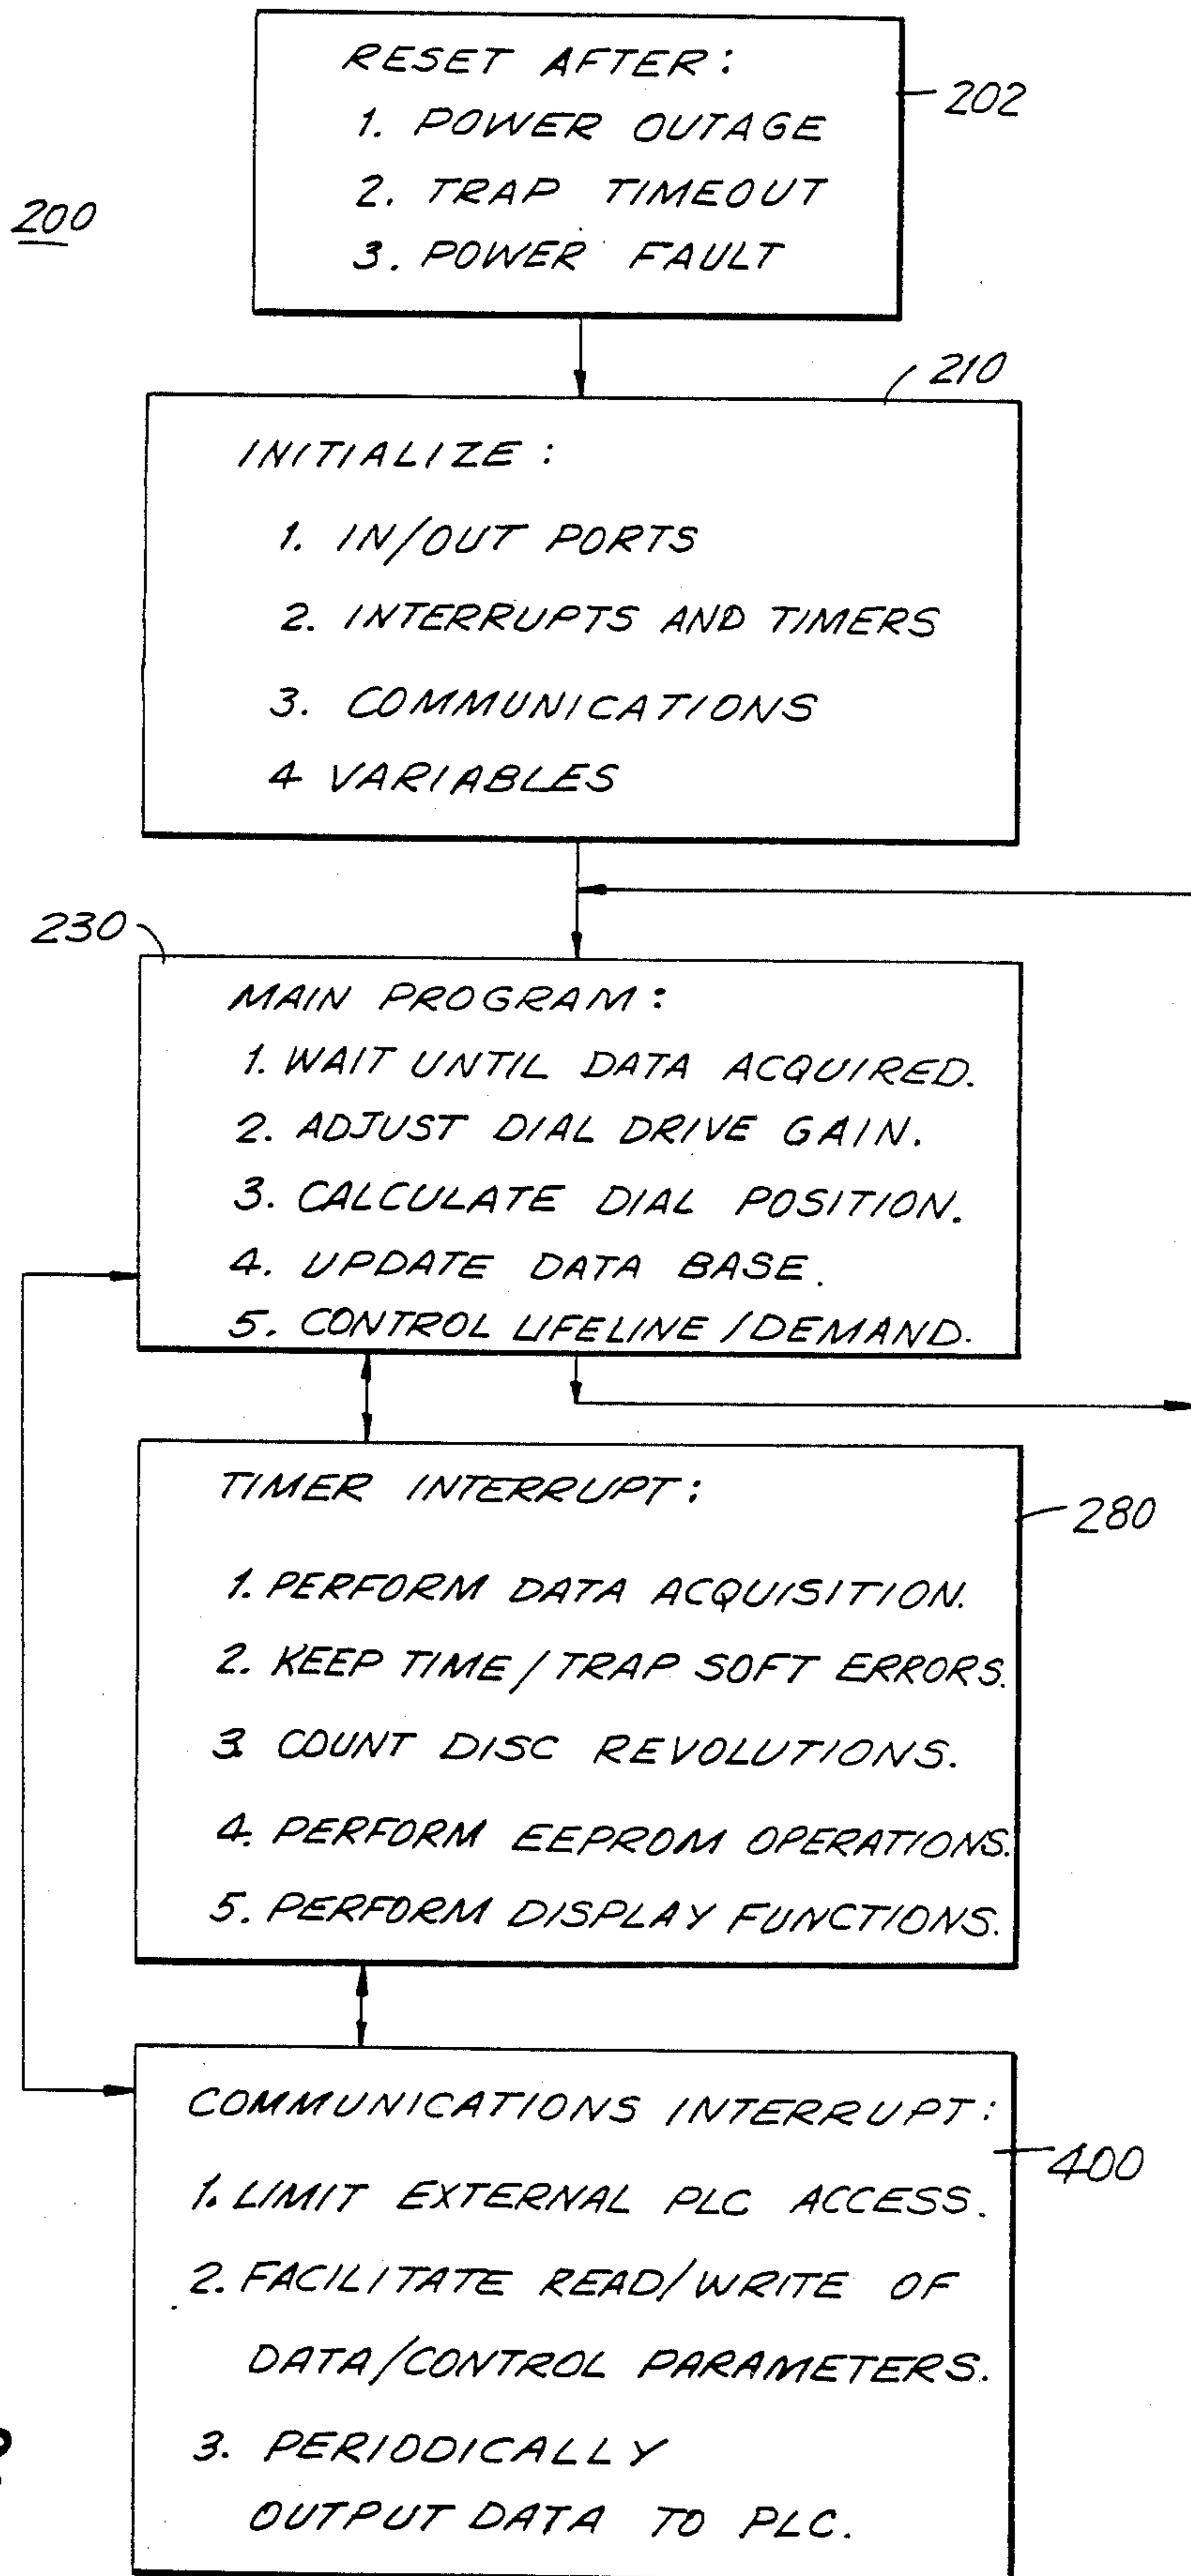 RESET AFTER:
1. POWER OUTAGE
2. TRAP TIMEOUT
3. POWER FAULT
202
200
210
INITIALIZE:
1. IN/OUT PORTS
2. INTERRUPTS AND TIMERS
3. COMMUNICATIONS
4 VARIABLES
230
MAIN PROGRAM:
1. WAIT UNTIL DATA ACQUIRED.
2. ADJUST DIAL DRIVE GAIN.
3. CALCULATE DIAL POSITION.
4. UPDATE DATA BASE.
5. CONTROL LIFELINE/DEMAND.
TIMER INTERRUPT:
280
1. PERFORM DATA ACQUISITION.
2. KEEP TIME/TRAP SOFT ERRORS.
3. COUNT DISC REVOLUTIONS.
4. PERFORM EEPROM OPERATIONS.
5. PERFORM DISPLAY FUNCTIONS.
COMMUNICATIONS INTERRUPT:
400
1. LIMIT EXTERNAL PLC ACCESS.
2. FACILITATE READ/WRITE OF
DATA/CONTROL PARAMETERS.
3. PERIODICALLY
OUTPUT DATA TO PLC.